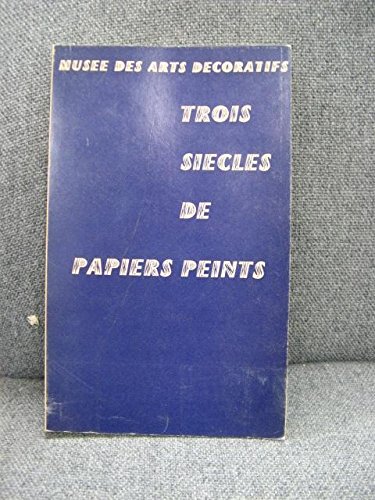 MUSEE DES ARTS DECORATIFS
TROIS
SIECLES
DE
PAPIERS PEINTS